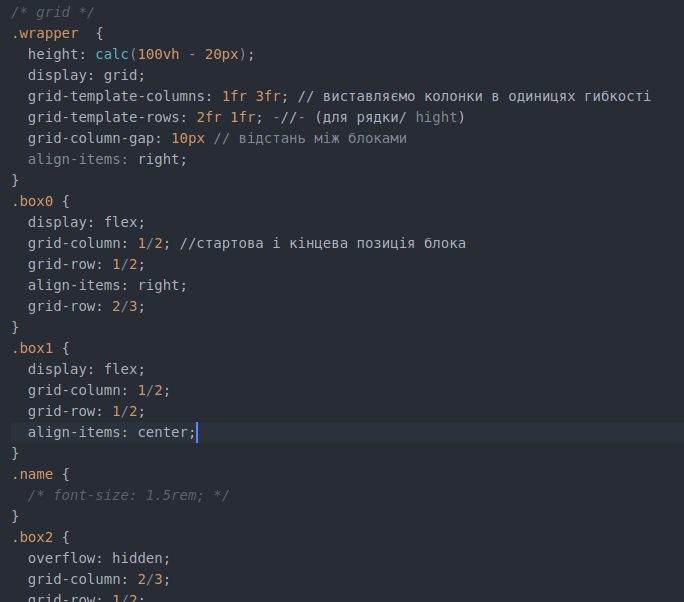 /* grid */
.wrapper  {
  height: calc(100vh - 20px);
  display: grid;
  grid-template-columns: 1fr 3fr; // виставляємо колонки в одиницях гибкості
  grid-template-rows: 2fr 1fr; -//- (для рядки/ hight)
  grid-column-gap: 10px // відстань між блоками
  align-items: right;
}
.box0 {
  display: flex;
  grid-column: 1/2; //стартова і кінцева позиція блока
  grid-row: 1/2;
  align-items: right;
  grid-row: 2/3;
}
.box1 {
  display: flex;
  grid-column: 1/2;
  grid-row: 1/2;
  align-items: center;
}
.name {
  /* font-size: 1.5rem; */
}
.box2 {
  overflow: hidden;
  grid-column: 2/3;
  grid-row: 1/2;